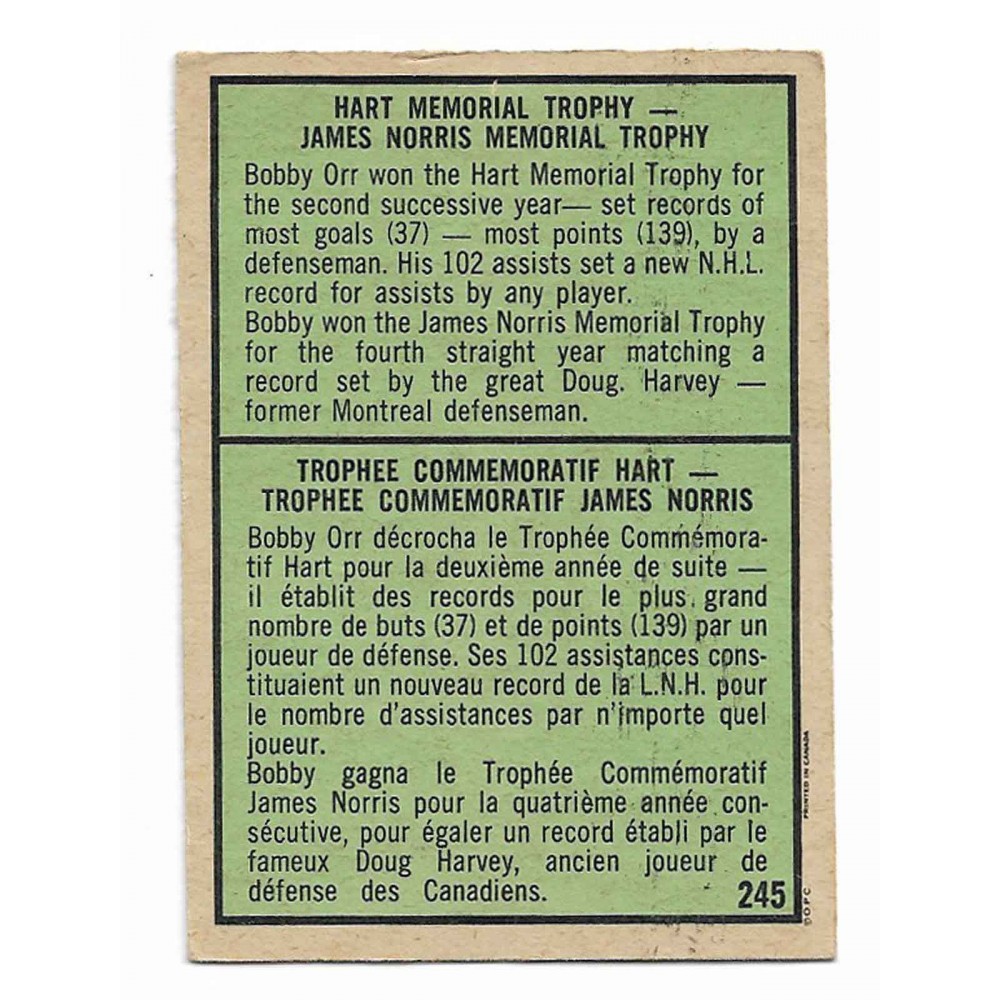 HART MEMORIAL TROPHY —
JAMES NORRIS MEMORIAL TROPHY
Bobby Orr won the Hart Memorial Trophy for
the second successive year— set records of
most goals (37) — most points (139), by a
defenseman. His 102 assists set a new N.H.L.
record for assists by any player.
Bobby won the James Norris Memorial Trophy
for the fourth straight year matching a
record set by the great Doug. Harvey —
former Montreal defenseman.
TROPHEE COMMEMORATIF HART —
TROPHEE COMMEMORATIF JAMES NORRIS
Bobby Orr décrocha le Trophée Commémora-
tif Hart pour la deuxième année de suite —
il établit des records pour le plus grand
nombre de buts (37) et de points (139) par un
joueur de défense. Ses 102 assistances cons-
tituaient un nouveau record de la L.N.H. pour
le nombre d'assistances par n'importe quel
joueur.
Bobby gagna le Trophée Commémoratif
James Norris pour la quatrième année con-
sécutive, pour égaler un record établi par le
fameux Doug Harvey, ancien joueur de
défense des Canadiens.
245
©O.P.C.
PRINTED IN CANADA